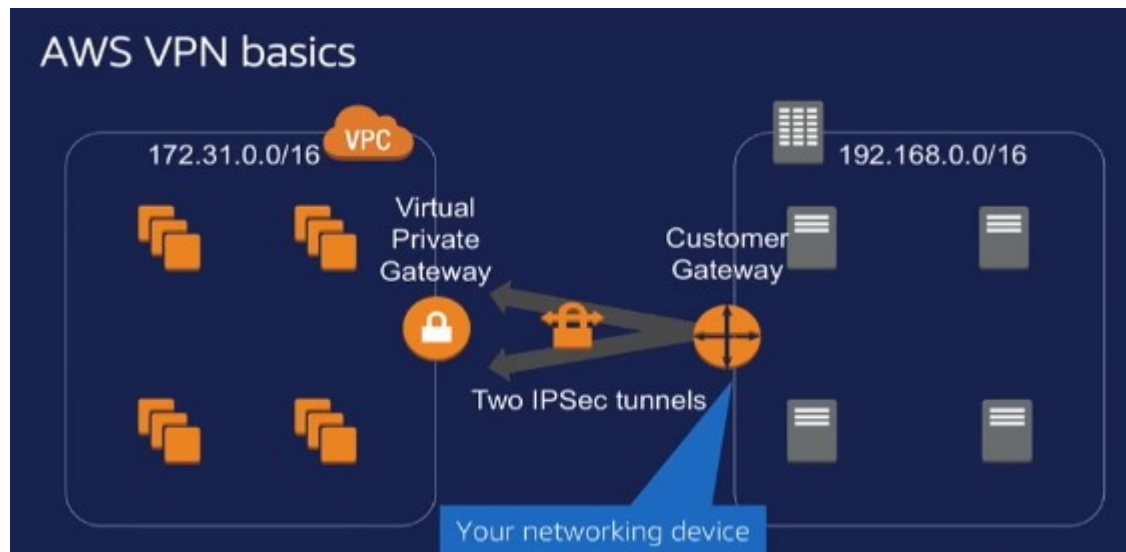 AWS VPN basics
172.31.0.0/16
VPC
192.168.0.0/16
Virtual
Private
Gateway
Customer
Gateway
Two IPSec tunnels
Your networking device